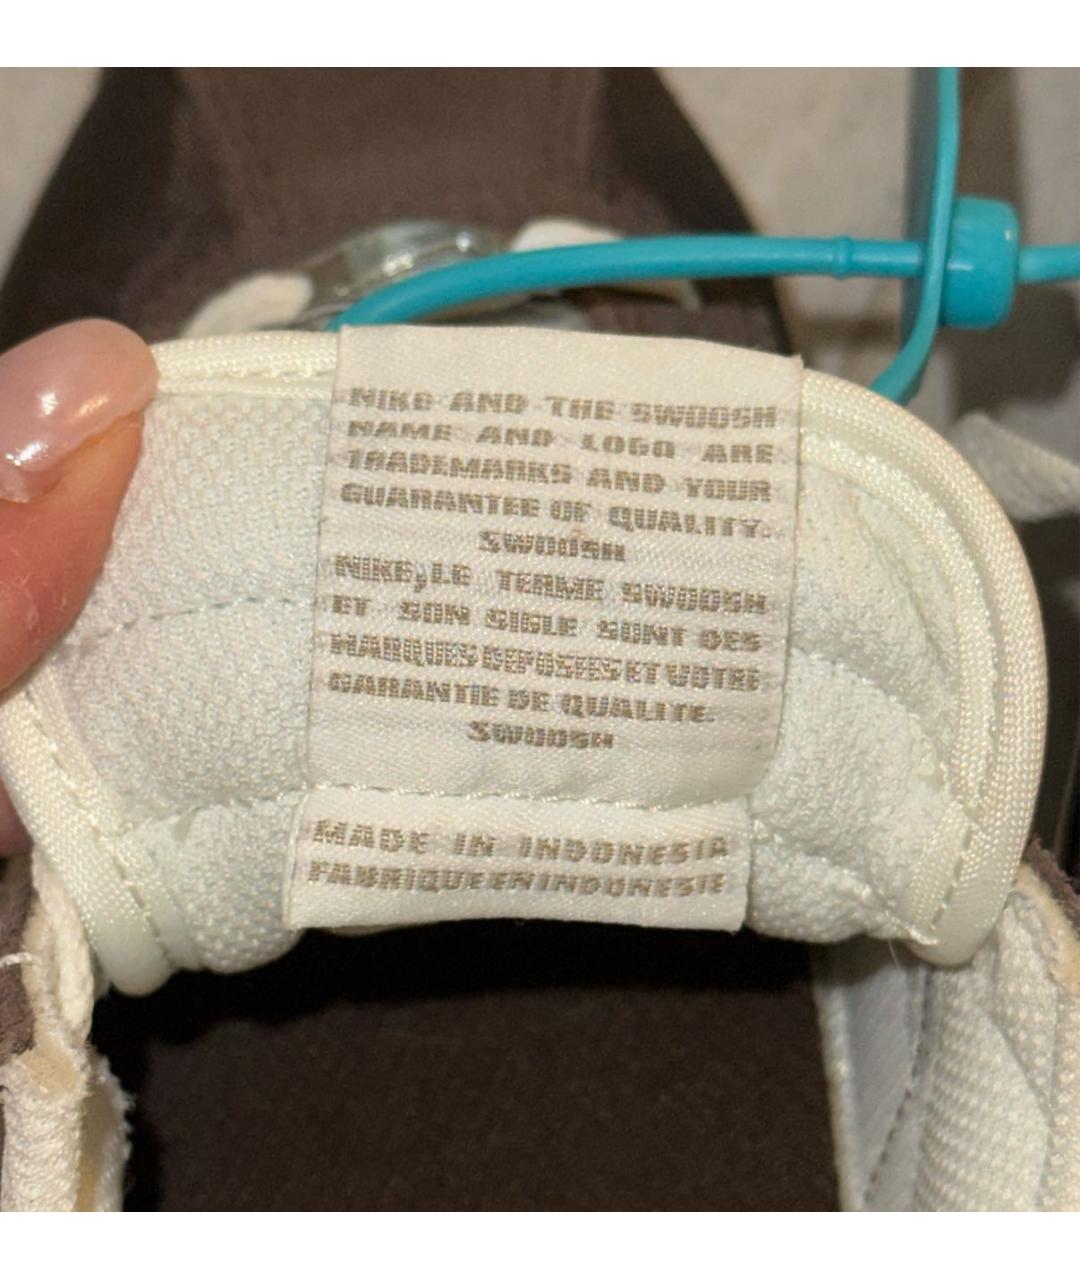 NIKE AND THE SWOOSH
NAME AND LOGO ARE
TRADEMARKS AND YOUR
GUARANTEE OF QUALITY.
SWOOSH
NIKE, LE TERME SWOOSH
ET SON SIGLE SONT DES
MARQUES DEPOSEES ET VOTRE
GARANTIE DE QUALITE.
SWOOSH
MADE IN INDONESIA
FABRIQUE EN INDONESIE